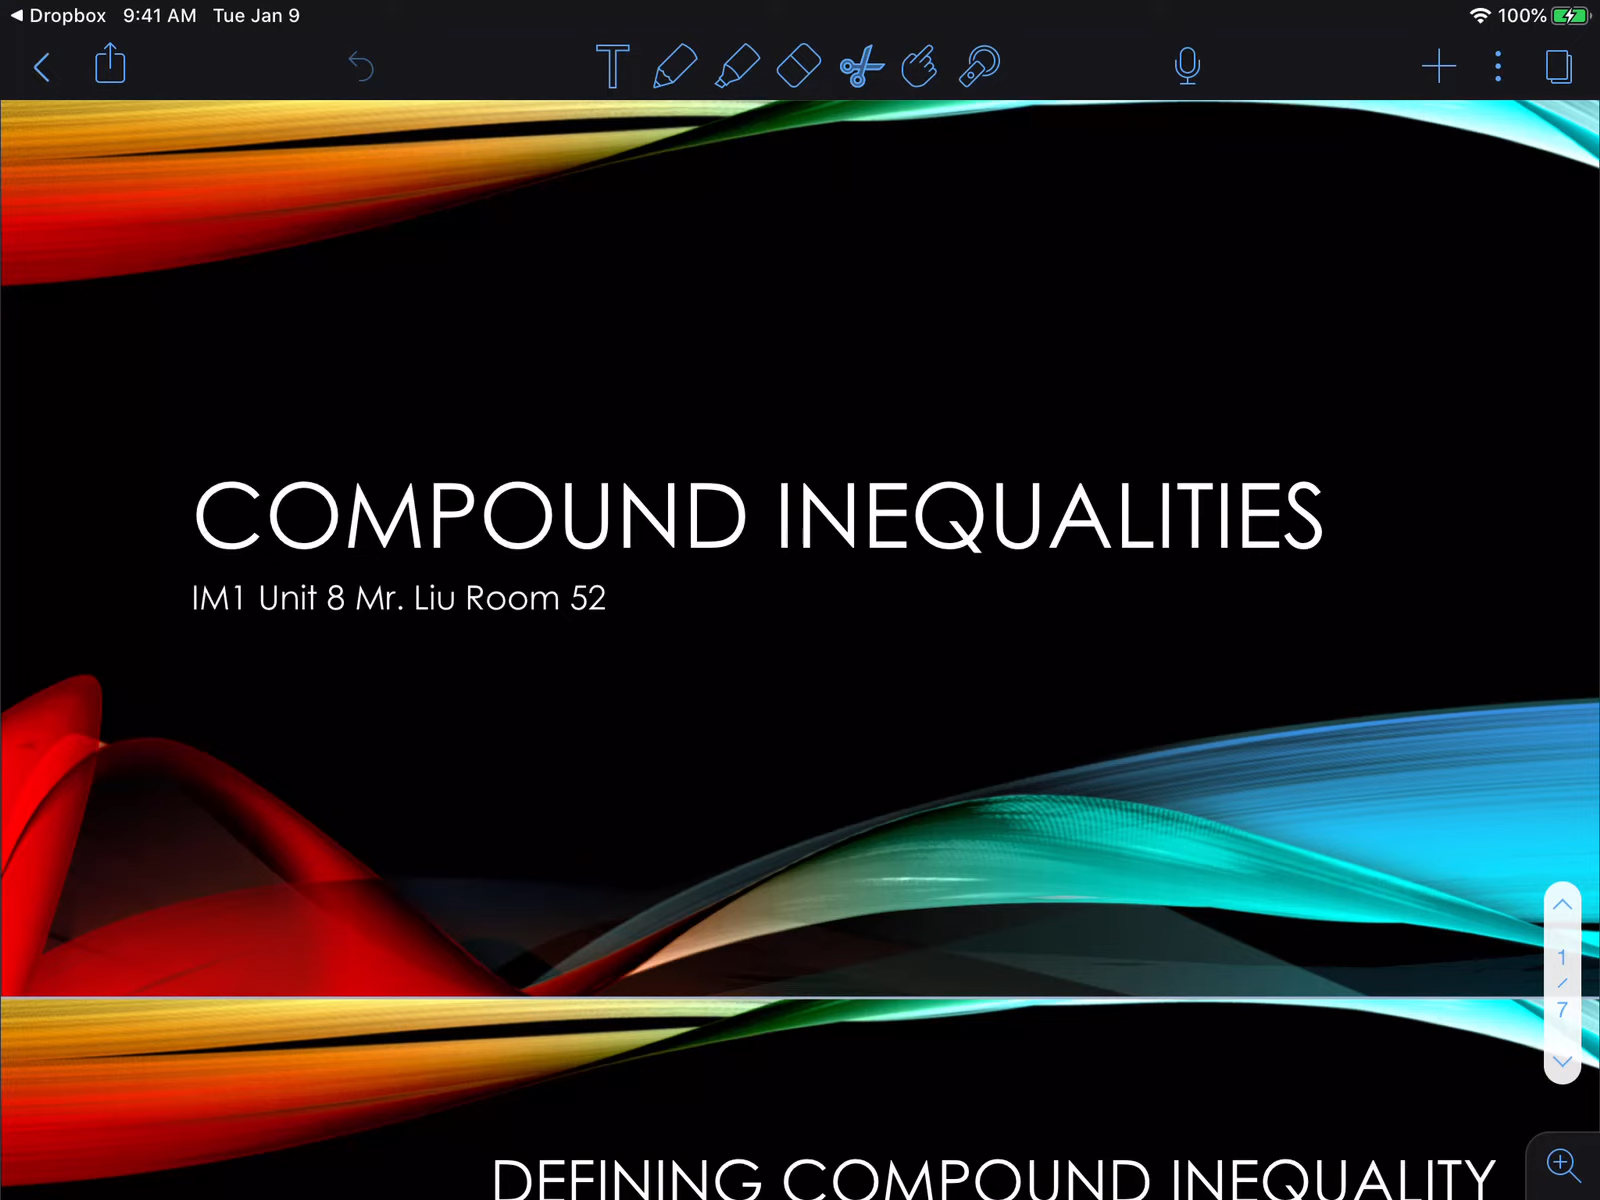 Dropbox 9:41 AM Tue Jan 9 100%
COMPOUND INEQUALITIES
IM1 Unit 8 Mr. Liu Room 52
1
/
7
DEFINING COMPOUND INEQUALITY